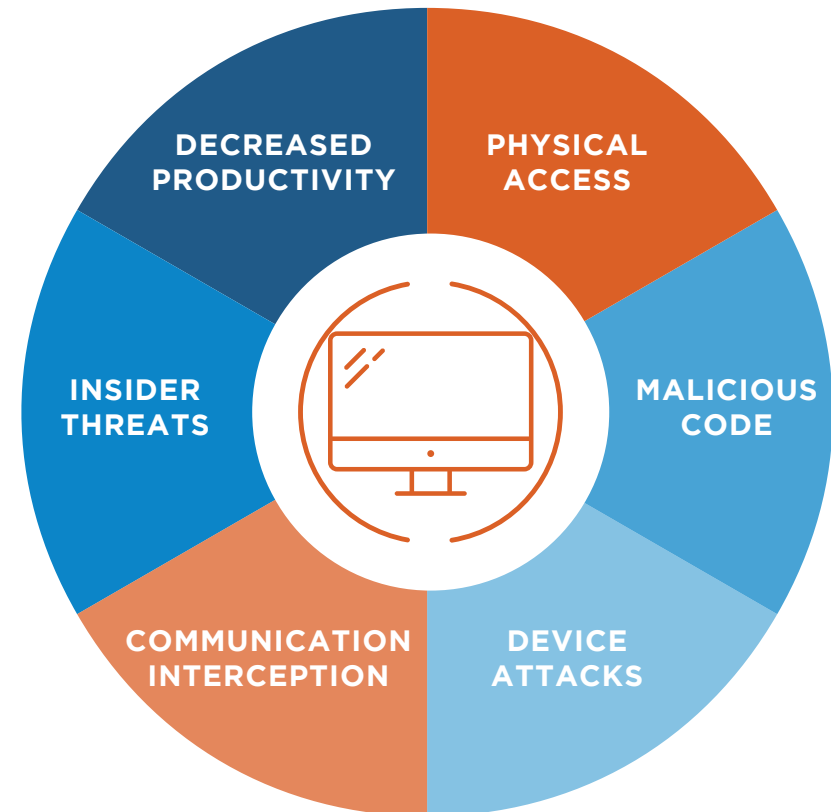 DECREASED
PRODUCTIVITY
PHYSICAL
ACCESS
INSIDER
THREATS
MALICIOUS
CODE
COMMUNICATION
INTERCEPTION
DEVICE
ATTACKS